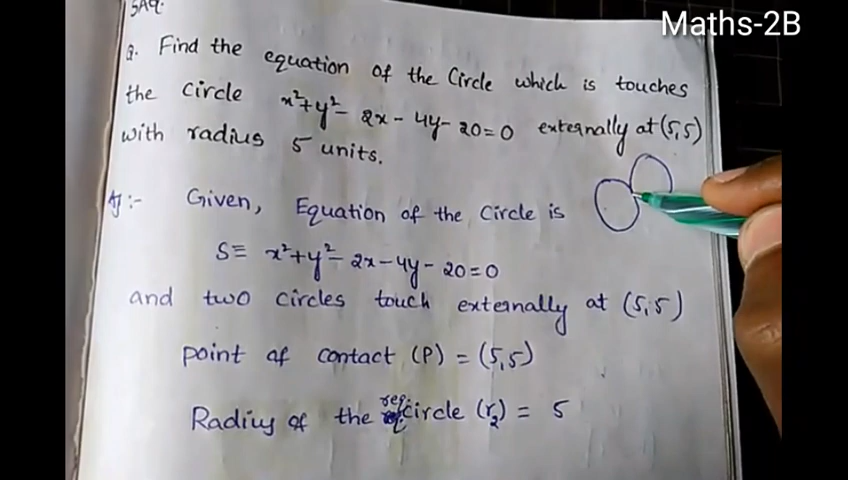 SAQ.
Maths-2B
Q. Find the equation of the Circle which is touches
the Circle x²+y²-2x-4y-20=0 externally at (5,5)
with radius 5 units.
A:- Given, Equation of the Circle is
S≡ x²+y²-2x-4y-20=0
and two circles touch externally at (5,5)
point of contact (P) = (5,5)
Radius of the req. circle (r₂) = 5